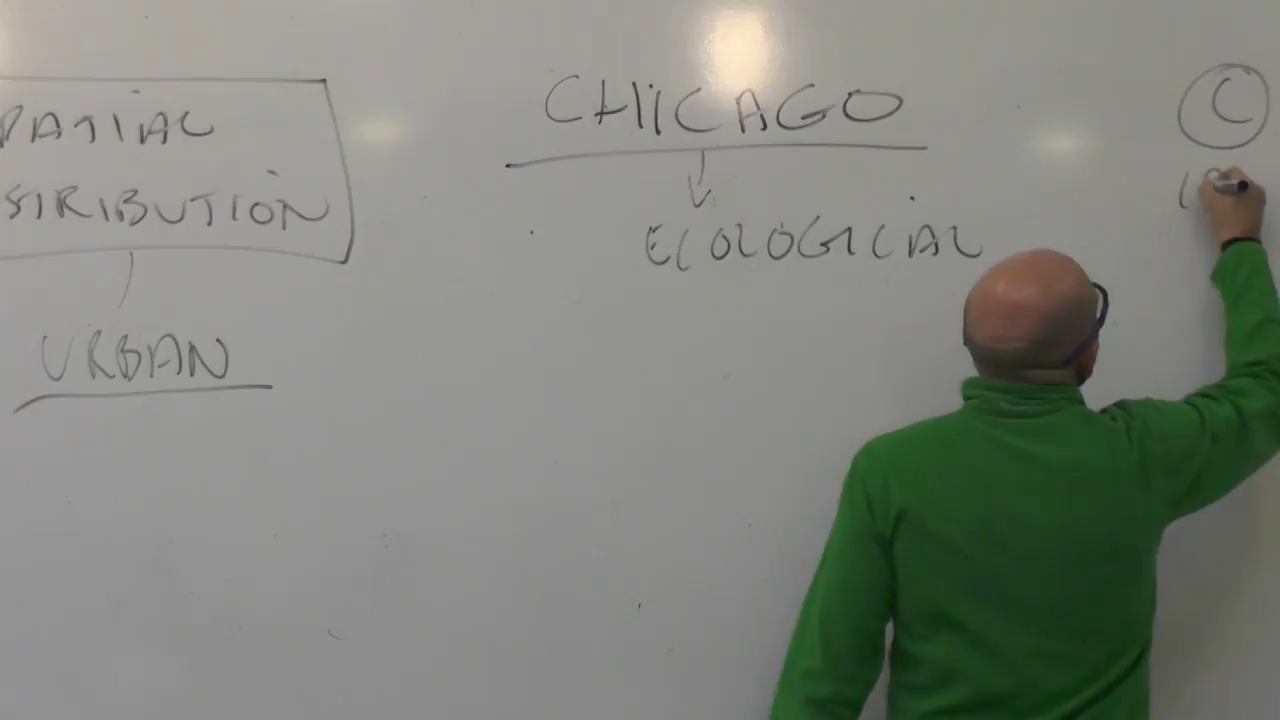 PATIAL
STRIBUTION
URBAN
CHICAGO
ECOLOGICAL
C